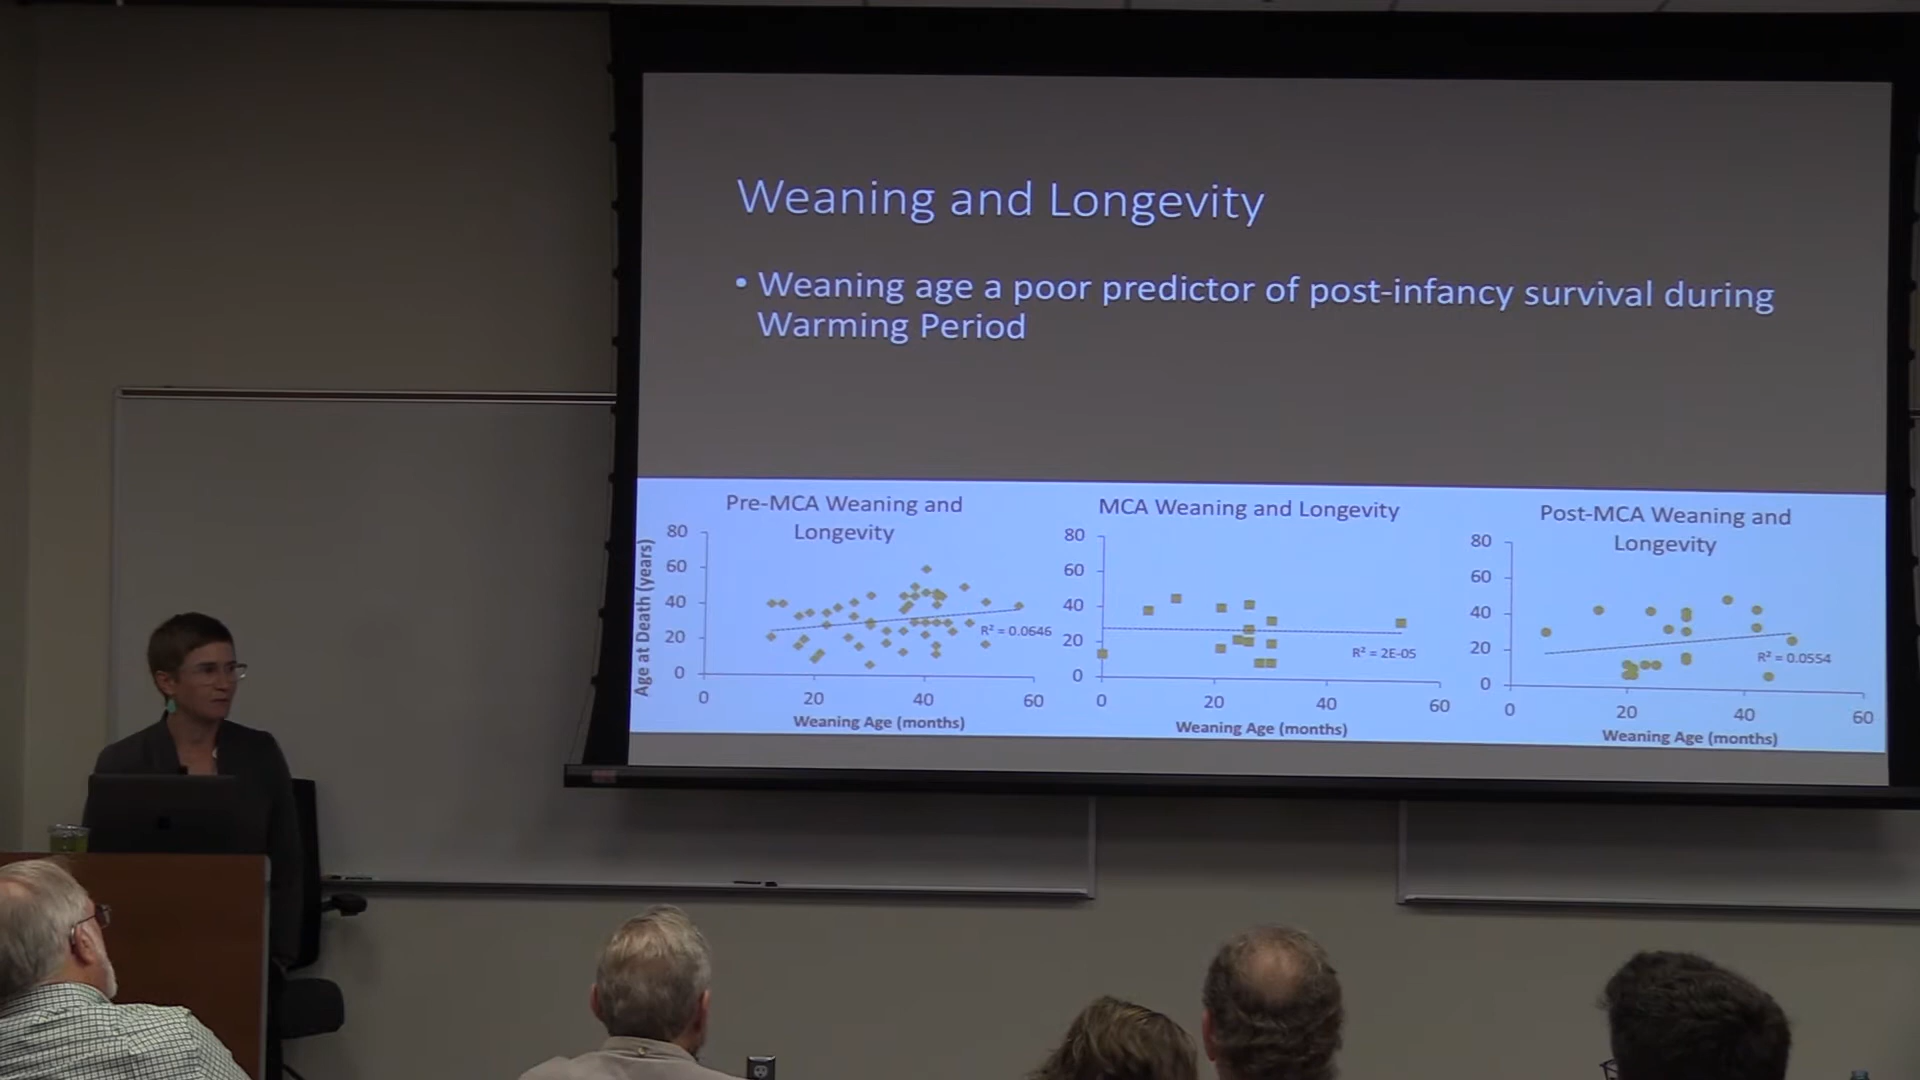 Weaning and Longevity
• Weaning age a poor predictor of post-infancy survival during
Warming Period
Pre-MCA Weaning and
Longevity
80
60
40
20
0
Age at Death (years)
R² = 0.0646
0 20 40 60
Weaning Age (months)
MCA Weaning and Longevity
80
60
40
20
0
R² = 2E-05
0 20 40 60
Weaning Age (months)
Post-MCA Weaning and
Longevity
80
60
40
20
0
R² = 0.0554
0 20 40 60
Weaning Age (months)